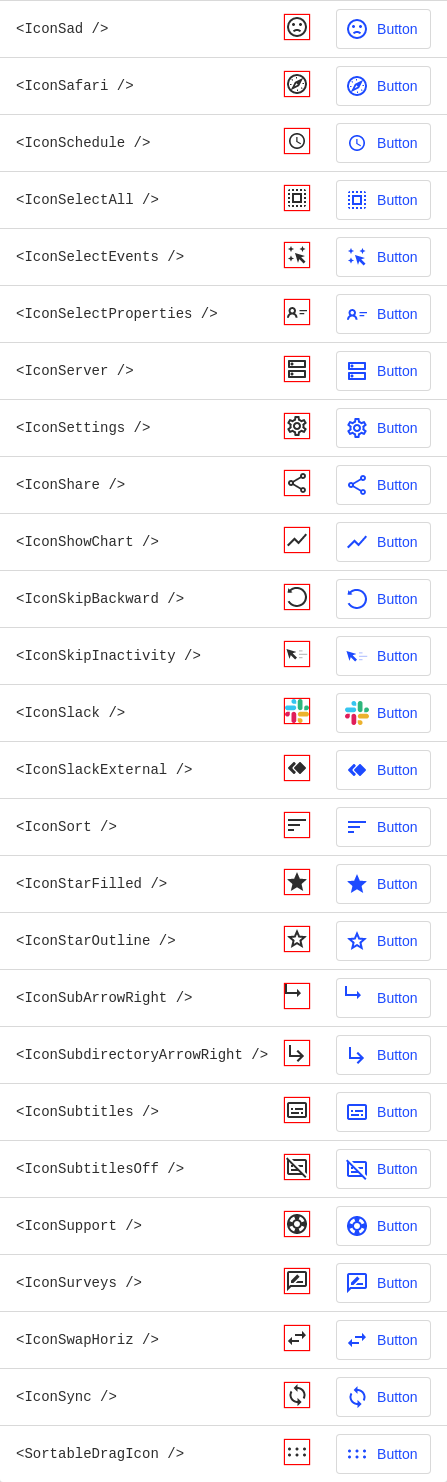 <IconSad /> Button
<IconSafari /> Button
<IconSchedule /> Button
<IconSelectAll /> Button
<IconSelectEvents /> Button
<IconSelectProperties /> Button
<IconServer /> Button
<IconSettings /> Button
<IconShare /> Button
<IconShowChart /> Button
<IconSkipBackward /> Button
<IconSkipInactivity /> Button
<IconSlack /> Button
<IconSlackExternal /> Button
<IconSort /> Button
<IconStarFilled /> Button
<IconStarOutline /> Button
<IconSubArrowRight /> Button
<IconSubdirectoryArrowRight /> Button
<IconSubtitles /> Button
<IconSubtitlesOff /> Button
<IconSupport /> Button
<IconSurveys /> Button
<IconSwapHoriz /> Button
<IconSync /> Button
<SortableDragIcon /> Button